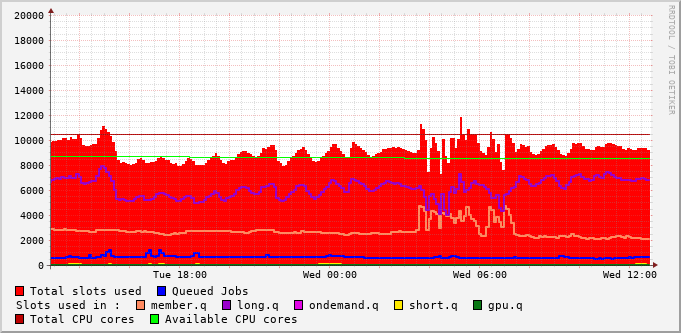 20000
18000
16000
14000
12000
10000
8000
6000
4000
2000
0
Tue 18:00 Wed 00:00 Wed 06:00 Wed 12:00
RRDTOOL / TOBI OETIKER
Total slots used Queued Jobs
Slots used in : member.q long.q ondemand.q short.q gpu.q
Total CPU cores Available CPU cores